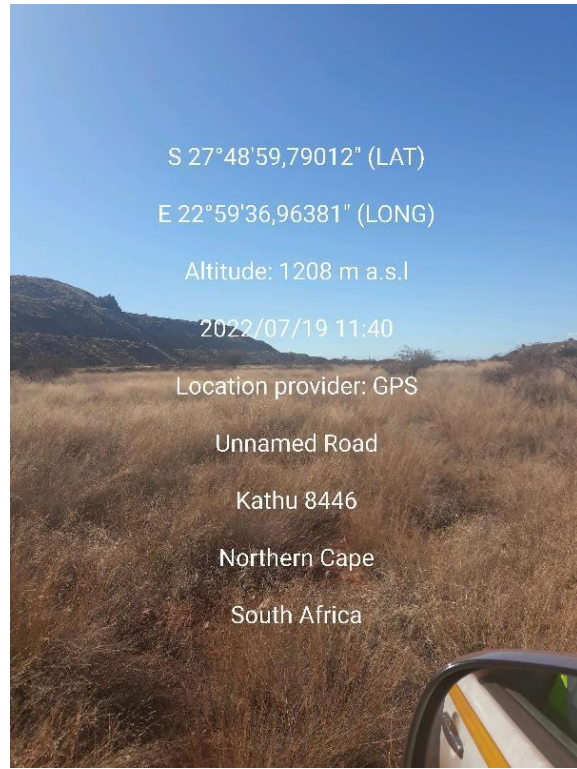 S 27°48'59,79012" (LAT)
E 22°59'36,96381" (LONG)
Altitude: 1208 m a.s.l
2022/07/19 11:40
Location provider: GPS
Unnamed Road
Kathu 8446
Northern Cape
South Africa